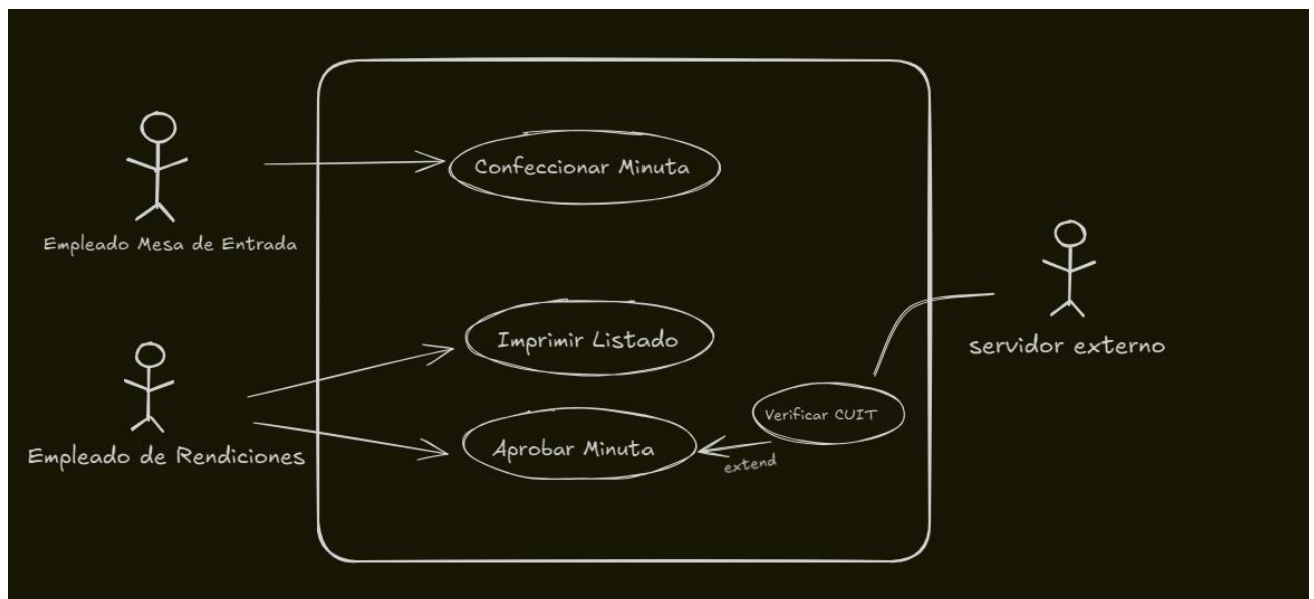 Confeccionar Minuta
Empleado Mesa de Entrada
Imprimir Listado
servidor externo
Verificar CUIT
Empleado de Rendiciones
Aprobar Minuta
extend